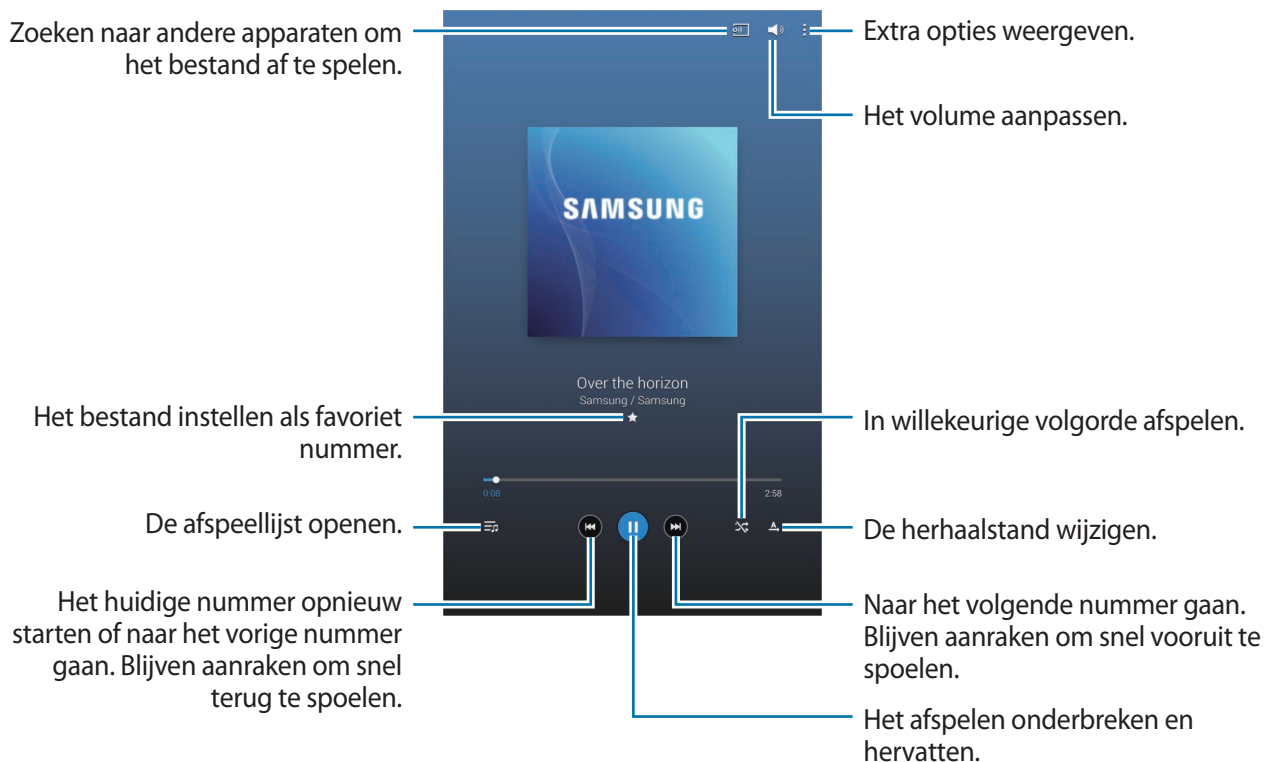 Zoeken naar andere apparaten om
het bestand af te spelen.
Extra opties weergeven.
Het volume aanpassen.
SAMSUNG
Over the horizon
Samsung / Samsung
Het bestand instellen als favoriet
nummer.
In willekeurige volgorde afspelen.
0:08
2:58
De afspeellijst openen.
De herhaalstand wijzigen.
A
Het huidige nummer opnieuw
starten of naar het vorige nummer
gaan. Blijven aanraken om snel
terug te spoelen.
Naar het volgende nummer gaan.
Blijven aanraken om snel vooruit te
spoelen.
Het afspelen onderbreken en
hervatten.